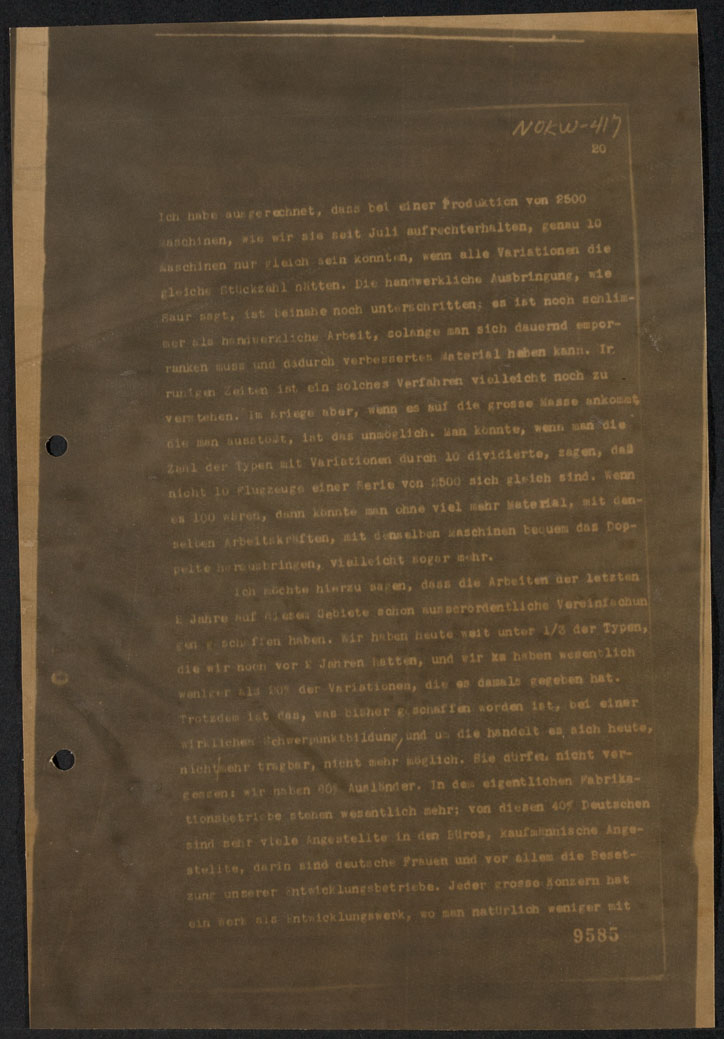 NOKW-417
20
Ich habe ausgerechnet, dass bei einer Produktion von 2500
Maschinen, wie wir sie seit Juli aufrechterhalten, genau 10
Maschinen nur gleich sein konnten, wenn alle Variationen die
gleiche Stückzahl hätten. Die handwerkliche Ausbringung, wie
Saur sagt, ist beinahe noch unterschritten; es ist noch schlim-
mer als handwerkliche Arbeit, solange man sich dauernd empor-
ranken muss und dadurch verbessertes Material haben kann. In
ruhigen Zeiten ist ein solches Verfahren vielleicht noch zu
verstehen. Im Kriege aber, wenn es auf die grosse Masse ankommt
die man ausstößt, ist das unmöglich. Man könnte, wenn man die
Zahl der Typen mit Variationen durch 10 dividierte, sagen, daß
nicht 10 Flugzeuge einer Serie von 2500 sich gleich sind. Wenn
es 100 wären, dann könnte man ohne viel mehr Material, mit den-
selben Arbeitskräften, mit denselben Maschinen bequem das Dop-
pelte herausbringen, vielleicht sogar mehr.
Ich möchte hierzu sagen, dass die Arbeiten der letzten
2 Jahre auf diesem Gebiete schon ausserordentliche Vereinfachun
gen geschaffen haben. Wir haben heute weit unter 1/3 der Typen,
die wir noch vor 2 Jahren hatten, und wir ka haben wesentlich
weniger als 20% der Variationen, die es damals gegeben hat.
Trotzdem ist das, was bisher geschaffen worden ist, bei einer
wirklichen Schwerpunktbildung, und um die handelt es sich heute,
nicht mehr tragbar, nicht mehr möglich. Sie dürfen nicht ver-
gessen: wir haben 60% Ausländer. In dem eigentlichen Fabrika-
tionsbetriebe stehen wesentlich mehr; von diesen 40% Deutschen
sind sehr viele Angestellte in den Büros, kaufmännische Ange-
stellte, darin sind deutsche Frauen und vor allem die Beset-
zung unserer Entwicklungsbetriebe. Jeder grosse Konzern hat
ein Werk als Entwicklungswerk, wo man natürlich weniger mit
9585